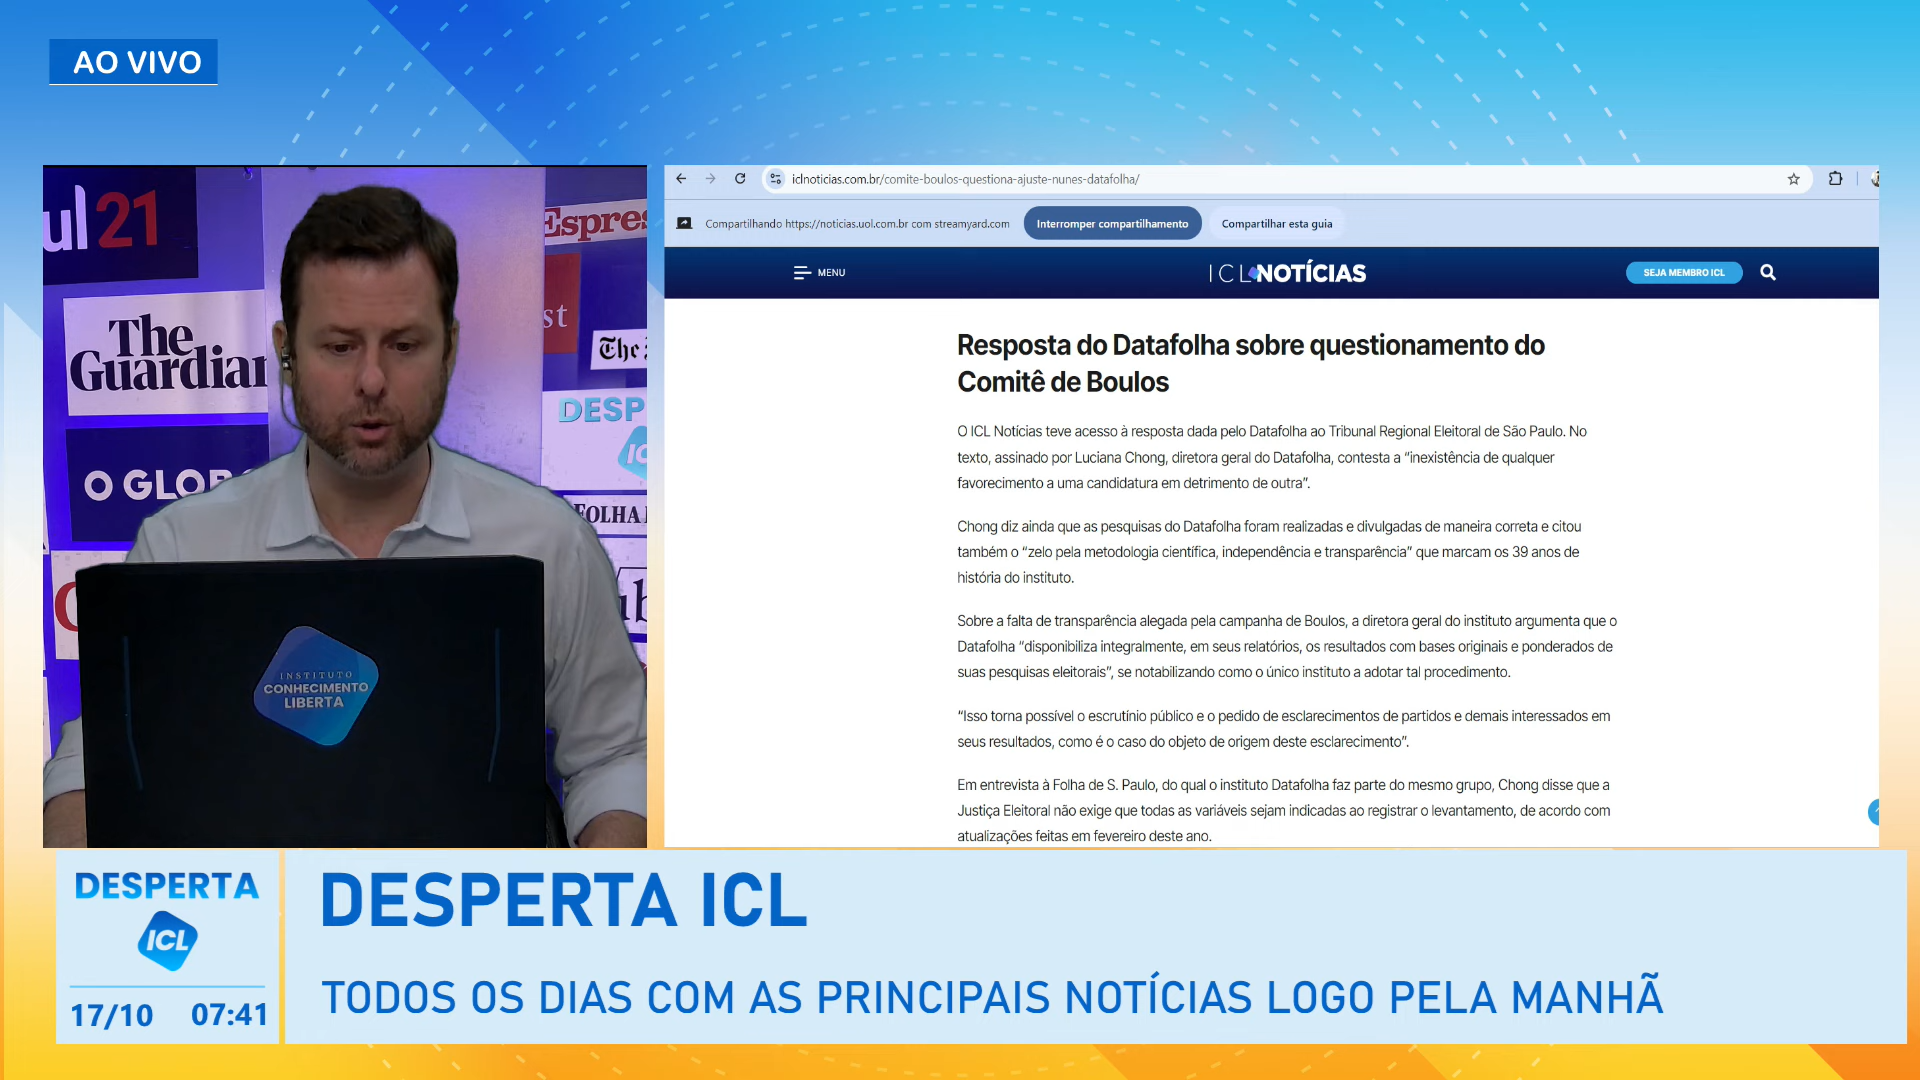 AO VIVO
ul 21
The
Guardian
O GLOB
Espres
st
The
DESP
IC
FOLHA
INSTITUTO
CONHECIMENTO
LIBERTA
iclnoticias.com.br/comite-boulos-questiona-ajuste-nunes-datafolha/
Compartilhando https://noticias.uol.com.br com streamyard.com
Interromper compartilhamento
Compartilhar esta guia
MENU
ICL NOTÍCIAS
SEJA MEMBRO ICL
Resposta do Datafolha sobre questionamento do
Comitê de Boulos
O ICL Notícias teve acesso à resposta dada pelo Datafolha ao Tribunal Regional Eleitoral de São Paulo. No
texto, assinado por Luciana Chong, diretora geral do Datafolha, contesta a “inexistência de qualquer
favorecimento a uma candidatura em detrimento de outra”.
Chong diz ainda que as pesquisas do Datafolha foram realizadas e divulgadas de maneira correta e citou
também o “zelo pela metodologia científica, independência e transparência” que marcam os 39 anos de
história do instituto.
Sobre a falta de transparência alegada pela campanha de Boulos, a diretora geral do instituto argumenta que o
Datafolha “disponibiliza integralmente, em seus relatórios, os resultados com bases originais e ponderados de
suas pesquisas eleitorais”, se notabilizando como o único instituto a adotar tal procedimento.
“Isso torna possível o escrutínio público e o pedido de esclarecimentos de partidos e demais interessados em
seus resultados, como é o caso do objeto de origem deste esclarecimento”.
Em entrevista à Folha de S. Paulo, do qual o instituto Datafolha faz parte do mesmo grupo, Chong disse que a
Justiça Eleitoral não exige que todas as variáveis sejam indicadas ao registrar o levantamento, de acordo com
atualizações feitas em fevereiro deste ano.
DESPERTA
ICL
17/10 07:41
DESPERTA ICL
TODOS OS DIAS COM AS PRINCIPAIS NOTÍCIAS LOGO PELA MANHÃ